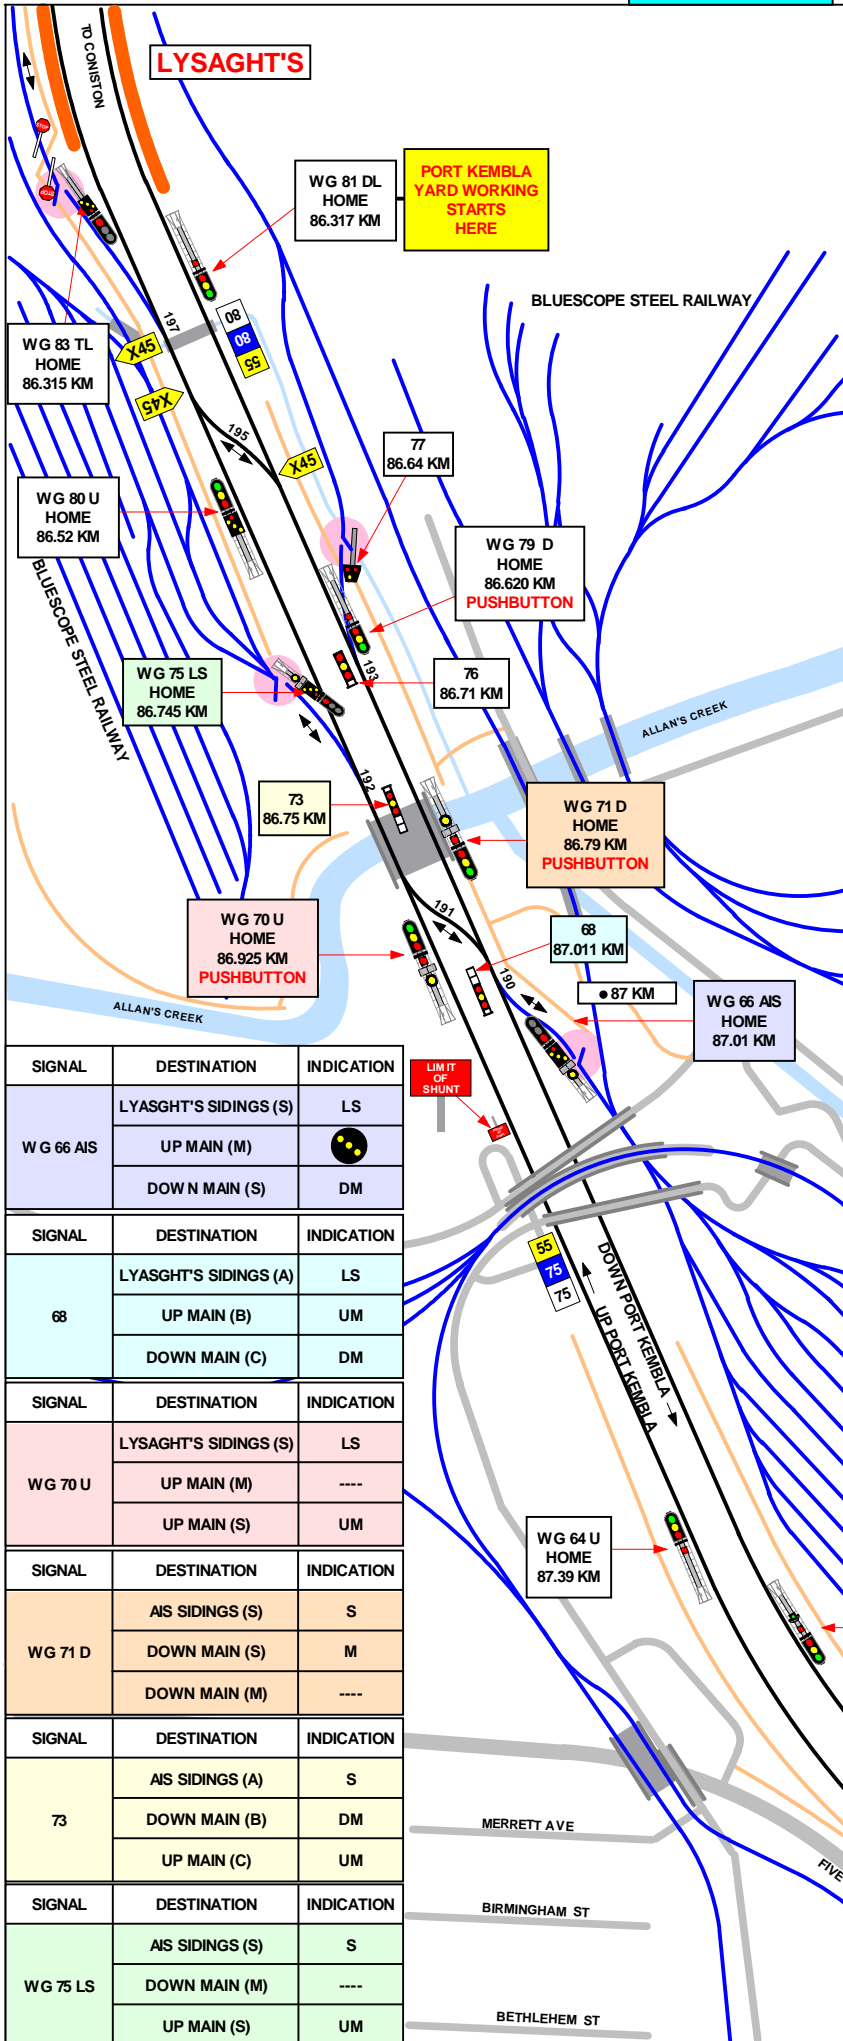 TO CONISTON
LYSAGHT'S
WG 81 DL
HOME
86.317 KM
PORT KEMBLA
YARD WORKING
STARTS
HERE
STOP
BLUESCOPE STEEL RAILWAY
197
80
80
55
WG 83 TL
HOME
86.315 KM
X45
X45
195
X45
77
86.64 KM
WG 80 U
HOME
86.52 KM
WG 79 D
HOME
86.620 KM
PUSHBUTTON
BLUESCOPE STEEL RAILWAY
193
76
86.71 KM
WG 75 LS
HOME
86.745 KM
ALLAN'S CREEK
192
73
86.75 KM
WG 71 D
HOME
86.79 KM
PUSHBUTTON
191
WG 70 U
HOME
86.925 KM
PUSHBUTTON
68
87.011 KM
190
87 KM
WG 66 AIS
HOME
87.01 KM
ALLAN'S CREEK
LIMIT
OF
SHUNT
SIGNAL DESTINATION INDICATION
WG 66 AIS
LYASGHT'S SIDINGS (S) LS
UP MAIN (M)
DOWN MAIN (S) DM
SIGNAL DESTINATION INDICATION
68
LYASGHT'S SIDINGS (A) LS
UP MAIN (B) UM
DOWN MAIN (C) DM
55
75
75
DOWN PORT KEMBLA
UP PORT KEMBLA
SIGNAL DESTINATION INDICATION
WG 70 U
LYSAGHT'S SIDINGS (S) LS
UP MAIN (M) ----
UP MAIN (S) UM
WG 64 U
HOME
87.39 KM
SIGNAL DESTINATION INDICATION
WG 71 D
AIS SIDINGS (S) S
DOWN MAIN (S) M
DOWN MAIN (M) ----
SIGNAL DESTINATION INDICATION
73
AIS SIDINGS (A) S
DOWN MAIN (B) DM
UP MAIN (C) UM
MERRETT AVE
FIVE
SIGNAL DESTINATION INDICATION
WG 75 LS
AIS SIDINGS (S) S
DOWN MAIN (M) ----
UP MAIN (S) UM
BIRMINGHAM ST
BETHLEHEM ST